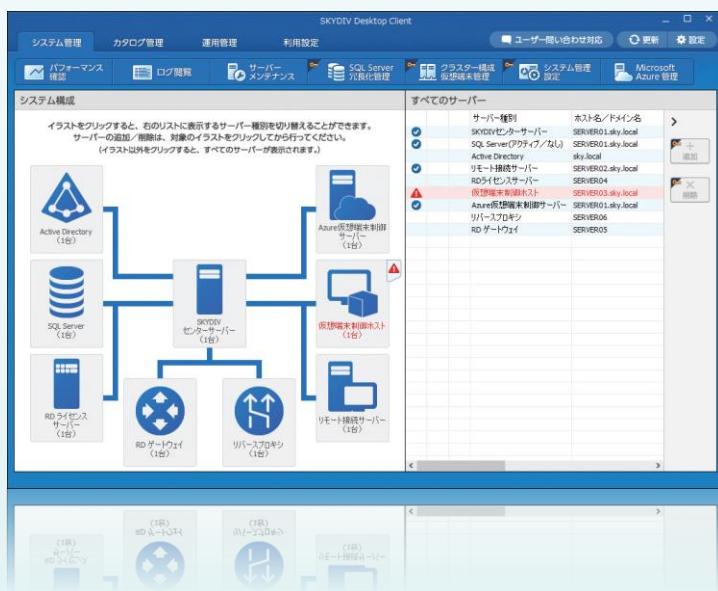 SKYDIV Desktop Client
システム管理
カタログ管理
運用管理
利用設定
ユーザー問い合わせ対応
更新
設定
パフォーマンス
確認
ログ閲覧
サーバー
メンテナンス
SQL Server
冗長化管理
クラスター構成
仮想端末管理
システム管理
設定
Microsoft
Azure 管理
システム構成
イラストをクリックすると、右のリストに表示するサーバー種別を切り替えることができます。
サーバーの追加/削除は、対象のイラストをクリックしてから行ってください。
(イラスト以外をクリックすると、すべてのサーバーが表示されます。)
Active Directory
(1台)
Azure仮想端末制御
サーバー
(1台)
SQL Server
(1台)
SKYDIV
センターサーバー
(1台)
仮想端末制御ホスト
(1台)
RD ライセンス
サーバー
(1台)
RD ゲートウェイ
(1台)
リバースプロキシ
(1台)
リモート接続サーバー
(1台)
すべてのサーバー
サーバー種別 ホスト名/ドメイン名
SKYDIVセンターサーバー SERVER01.sky.local
SQL Server(アクティブ/なし) SERVER01.sky.local
Active Directory sky.local
リモート接続サーバー SERVER02.sky.local
RDライセンスサーバー SERVER04
仮想端末制御ホスト SERVER03.sky.local
Azure仮想端末制御サーバー SERVER01.sky.local
リバースプロキシ SERVER06
RD ゲートウェイ SERVER05
追加
削除